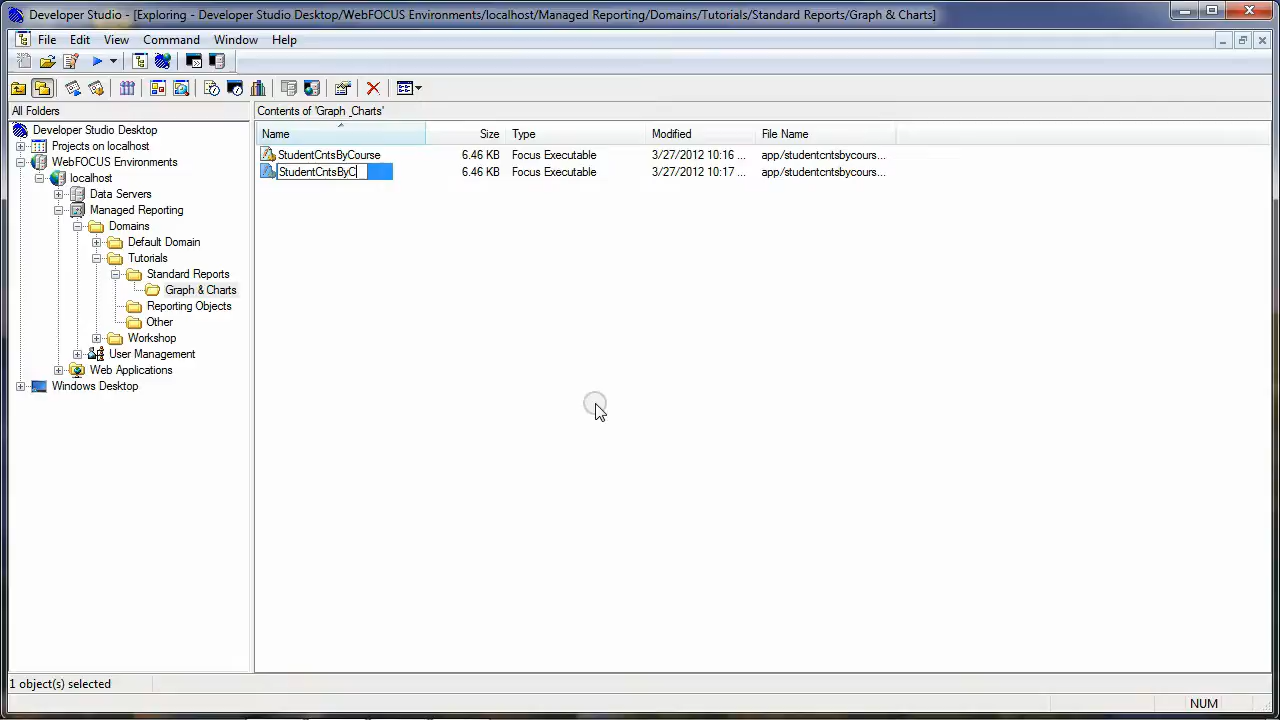 Developer Studio - [Exploring - Developer Studio Desktop/WebFOCUS Environments/localhost/Managed Reporting/Domains/Tutorials/Standard Reports/Graph & Charts]
File Edit View Command Window Help
All Folders
Contents of 'Graph _Charts'
Name Size Type Modified File Name
Developer Studio Desktop
Projects on localhost
WebFOCUS Environments
localhost
Data Servers
Managed Reporting
Domains
Default Domain
Tutorials
Standard Reports
Graph & Charts
Reporting Objects
Other
Workshop
User Management
Web Applications
Windows Desktop
StudentCntsByCourse 6.46 KB Focus Executable 3/27/2012 10:16 ... app/studentcntsbycours...
StudentCntsByC 6.46 KB Focus Executable 3/27/2012 10:17 ... app/studentcntsbycours...
1 object(s) selected
NUM